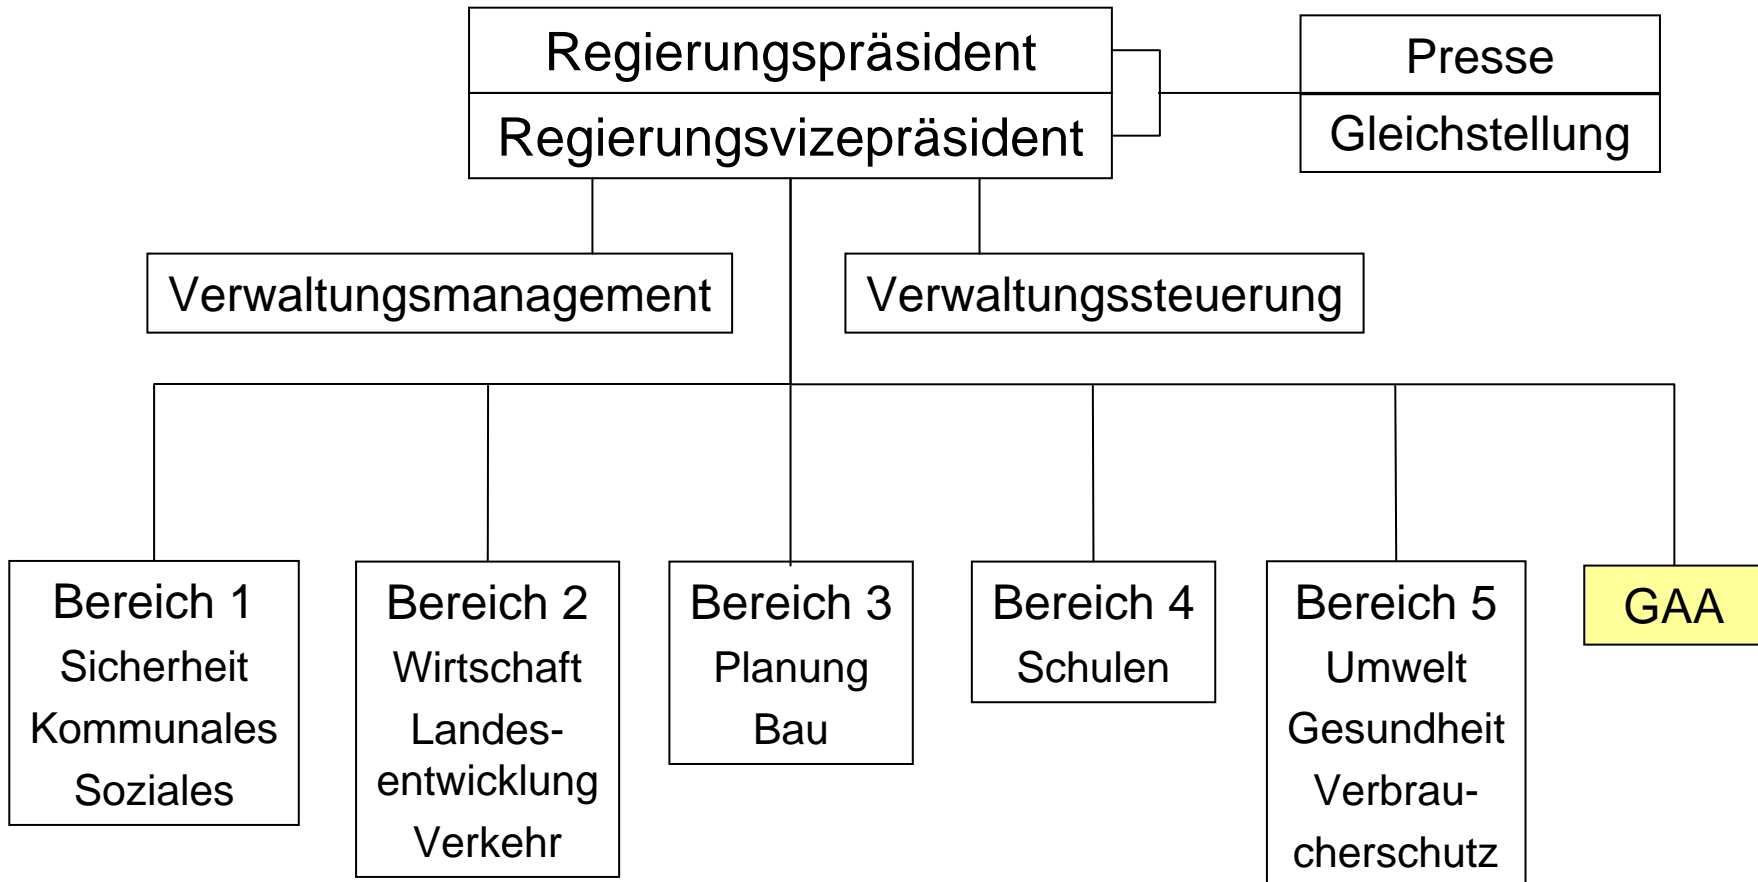 Regierungspräsident
Regierungsvizepräsident
Presse
Gleichstellung
Verwaltungsmanagement
Verwaltungssteuerung
Bereich 1
Sicherheit
Kommunales
Soziales
Bereich 2
Wirtschaft
Landes-
entwicklung
Verkehr
Bereich 3
Planung
Bau
Bereich 4
Schulen
Bereich 5
Umwelt
Gesundheit
Verbrau-
cherschutz
GAA